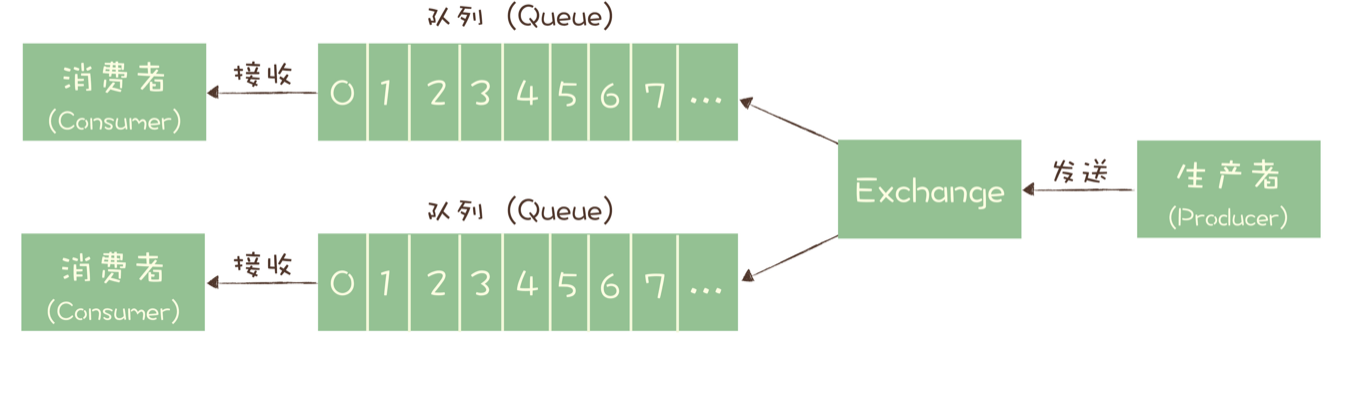 队列 (Queue)
消费者
(Consumer)
接收
0 1 2 3 4 5 6 7 ...
Exchange
发送
生产者
(Producer)
队列 (Queue)
消费者
(Consumer)
接收
0 1 2 3 4 5 6 7 ...